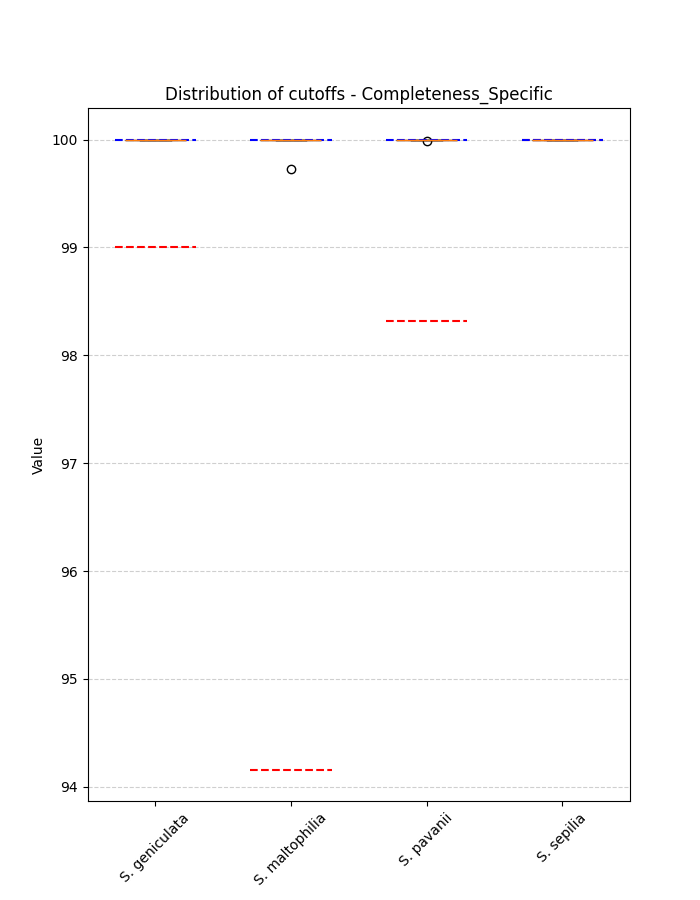 Distribution of cutoffs - Completeness_Specific
100
99
98
97
96
95
94
Value
S. geniculata
S. maltophilia
S. pavanii
S. sepilia